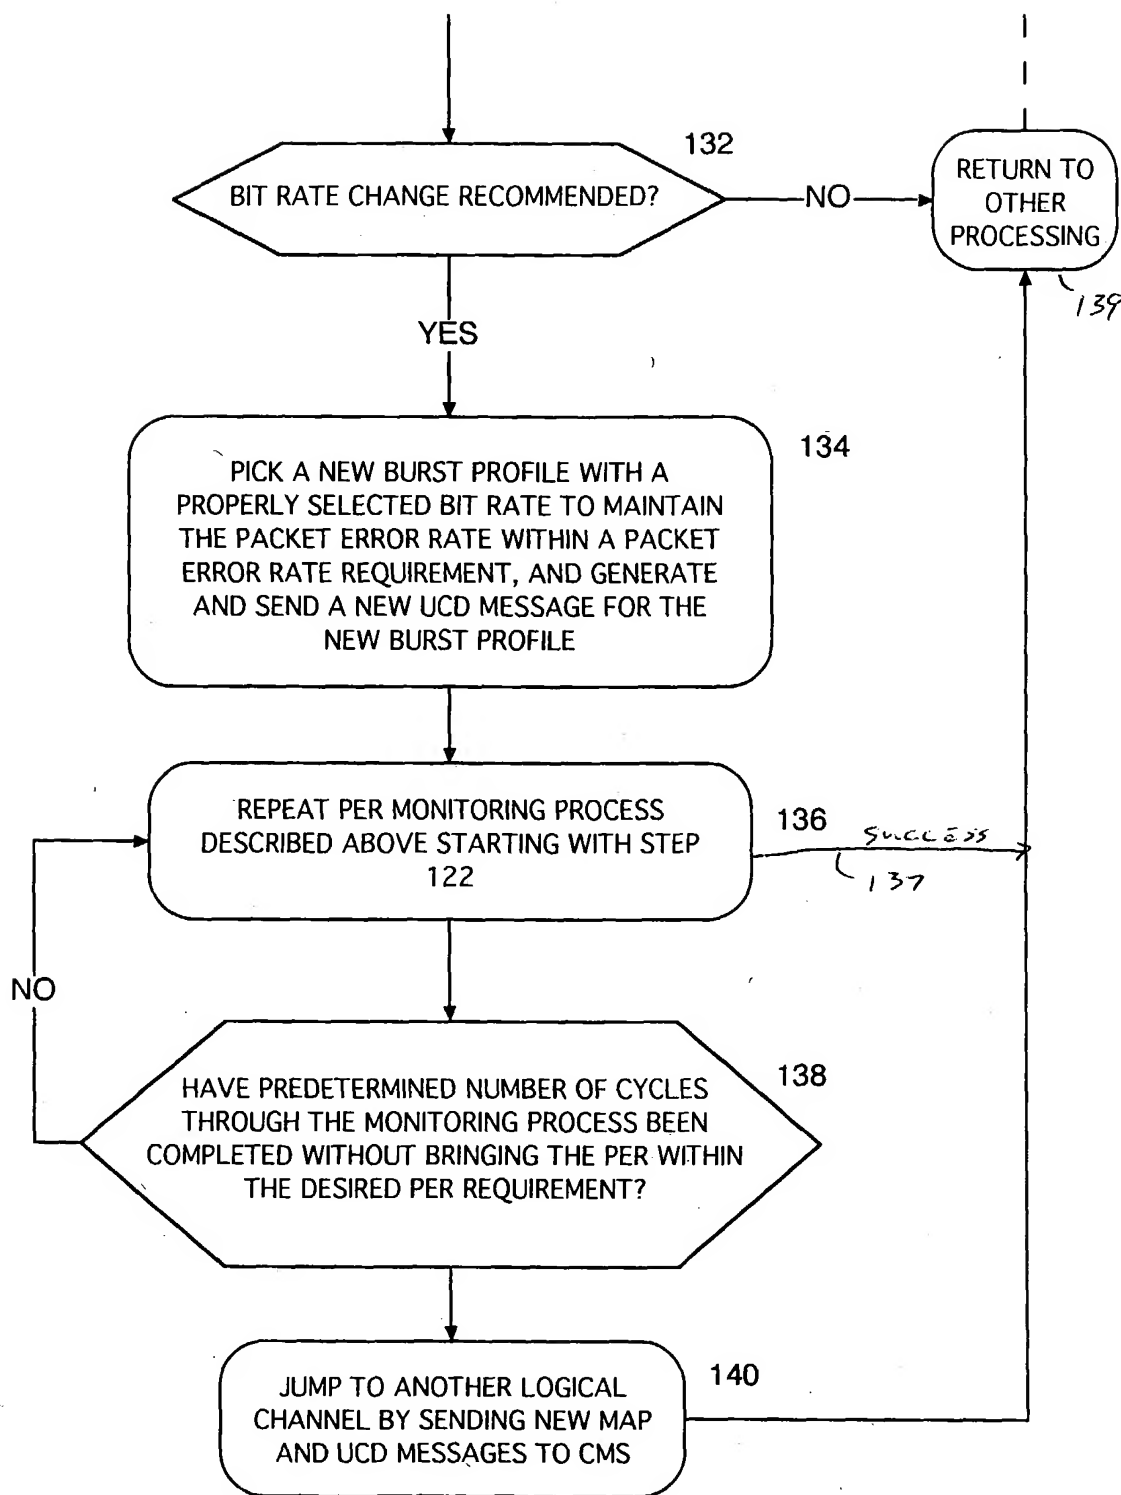 132
BIT RATE CHANGE RECOMMENDED?
NO
RETURN TO
OTHER
PROCESSING
139
YES
134
PICK A NEW BURST PROFILE WITH A
PROPERLY SELECTED BIT RATE TO MAINTAIN
THE PACKET ERROR RATE WITHIN A PACKET
ERROR RATE REQUIREMENT, AND GENERATE
AND SEND A NEW UCD MESSAGE FOR THE
NEW BURST PROFILE
REPEAT PER MONITORING PROCESS
DESCRIBED ABOVE STARTING WITH STEP
122
136
SUCCESS
137
NO
138
HAVE PREDETERMINED NUMBER OF CYCLES
THROUGH THE MONITORING PROCESS BEEN
COMPLETED WITHOUT BRINGING THE PER WITHIN
THE DESIRED PER REQUIREMENT?
140
JUMP TO ANOTHER LOGICAL
CHANNEL BY SENDING NEW MAP
AND UCD MESSAGES TO CMS